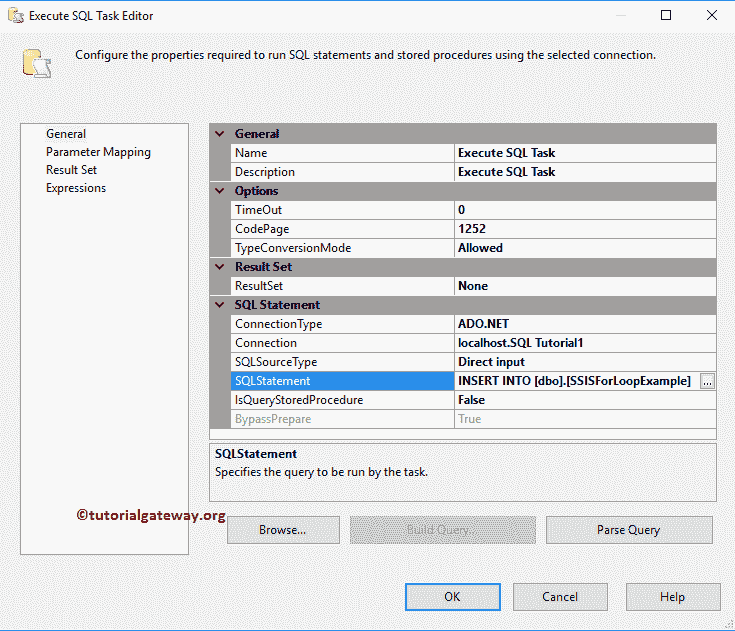 Execute SQL Task Editor
Configure the properties required to run SQL statements and stored procedures using the selected connection.
General
Parameter Mapping
Result Set
Expressions
General
Name Execute SQL Task
Description Execute SQL Task
Options
TimeOut 0
CodePage 1252
TypeConversionMode Allowed
Result Set
ResultSet None
SQL Statement
ConnectionType ADO.NET
Connection localhost.SQL Tutorial1
SQLSourceType Direct input
SQLStatement INSERT INTO [dbo].[SSISForLoopExample] ...
IsQueryStoredProcedure False
BypassPrepare True
SQLStatement
Specifies the query to be run by the task.
©tutorialgateway.org
Browse... Build Query... Parse Query
OK Cancel Help